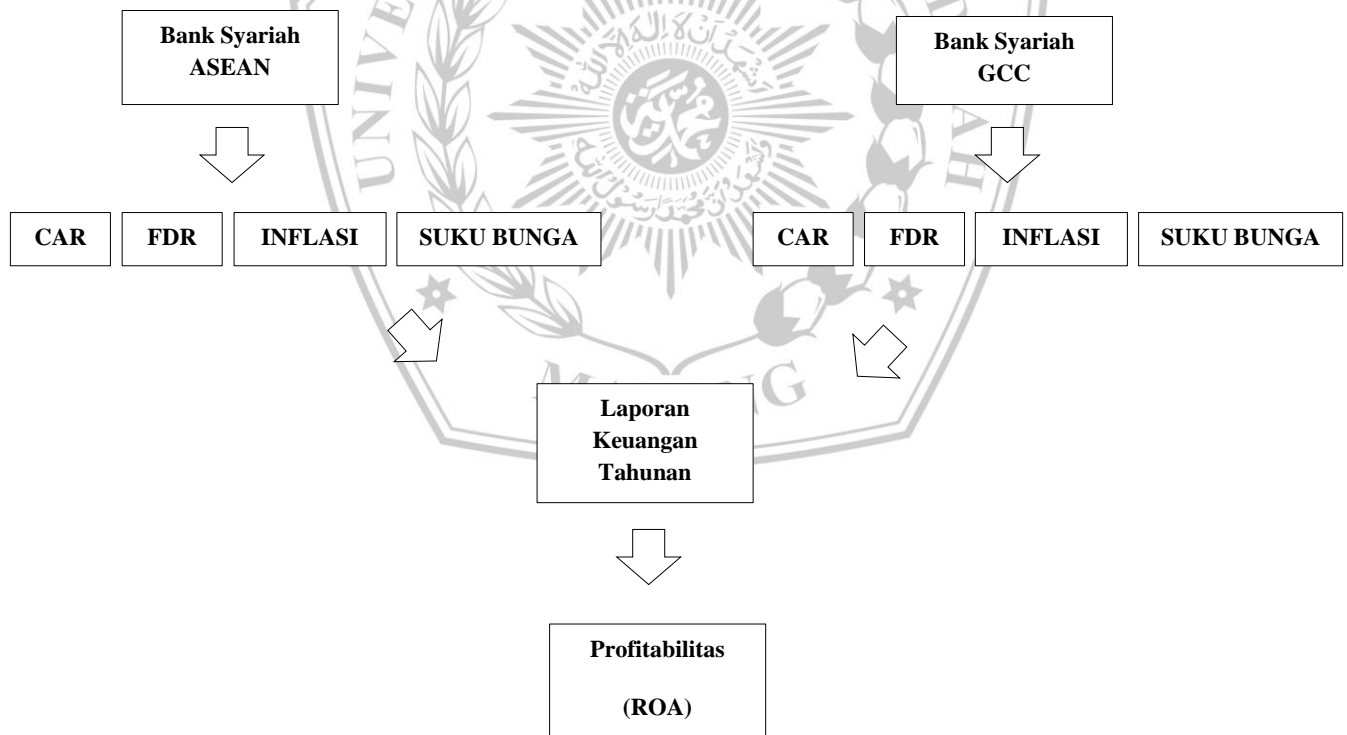 Bank Syariah
ASEAN
Bank Syariah
GCC
CAR
FDR
INFLASI
SUKU BUNGA
CAR
FDR
INFLASI
SUKU BUNGA
Laporan
Keuangan
Tahunan
Profitabilitas
(ROA)